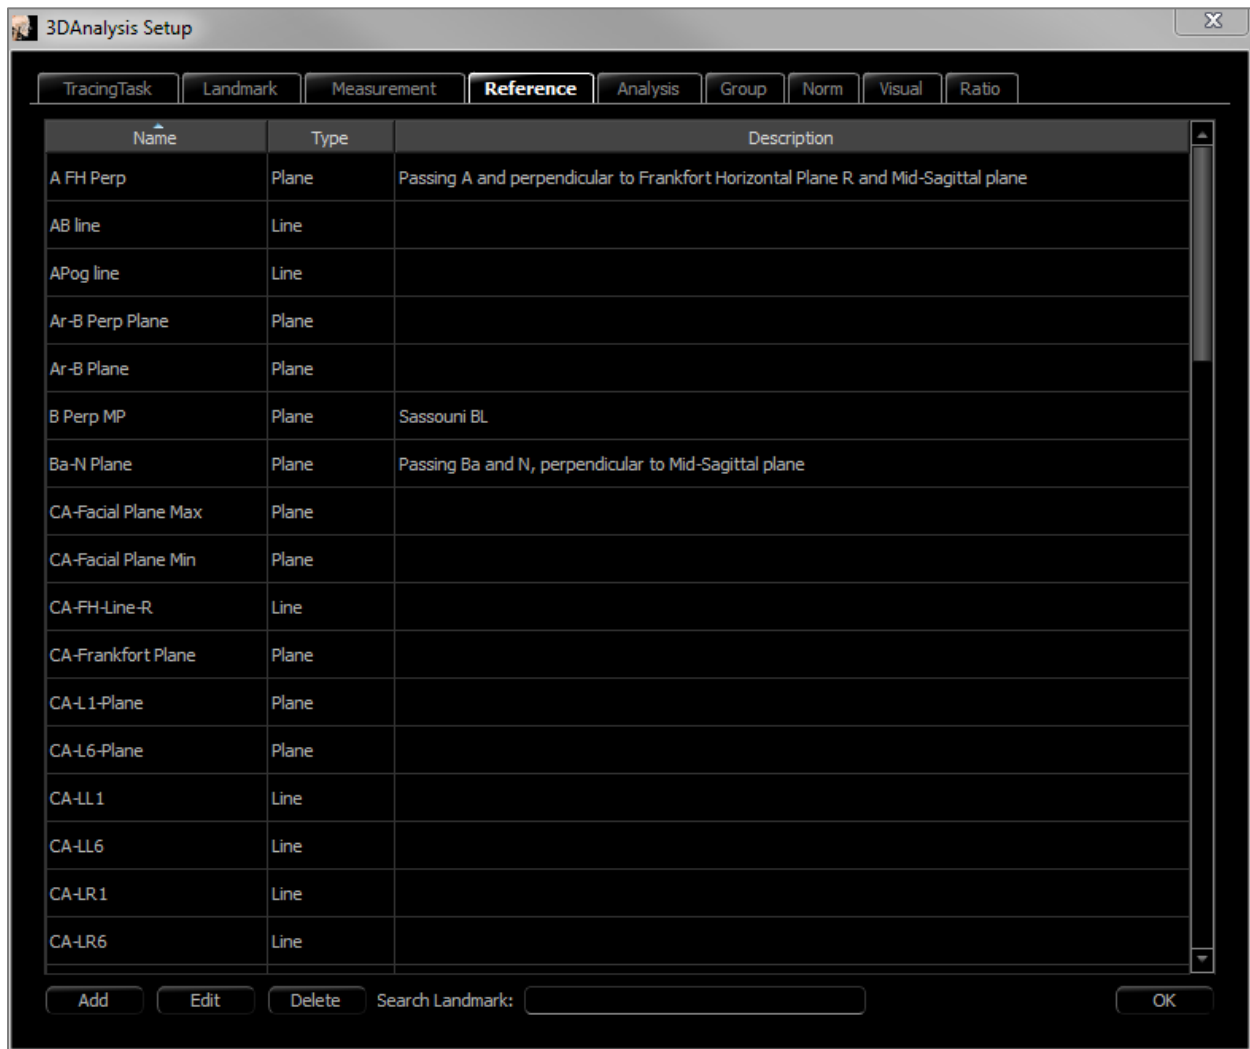 3DAnalysis Setup
TracingTask Landmark Measurement Reference Analysis Group Norm Visual Ratio
Name Type Description
A FH Perp Plane Passing A and perpendicular to Frankfort Horizontal Plane R and Mid-Sagittal plane
AB line Line
APog line Line
Ar-B Perp Plane Plane
Ar-B Plane Plane
B Perp MP Plane Sassouni BL
Ba-N Plane Plane Passing Ba and N, perpendicular to Mid-Sagittal plane
CA-Facial Plane Max Plane
CA-Facial Plane Min Plane
CA-FH-Line-R Line
CA-Frankfort Plane Plane
CA-L1-Plane Plane
CA-L6-Plane Plane
CA-LL1 Line
CA-LL6 Line
CA-LR1 Line
CA-LR6 Line
Add Edit Delete Search Landmark: OK